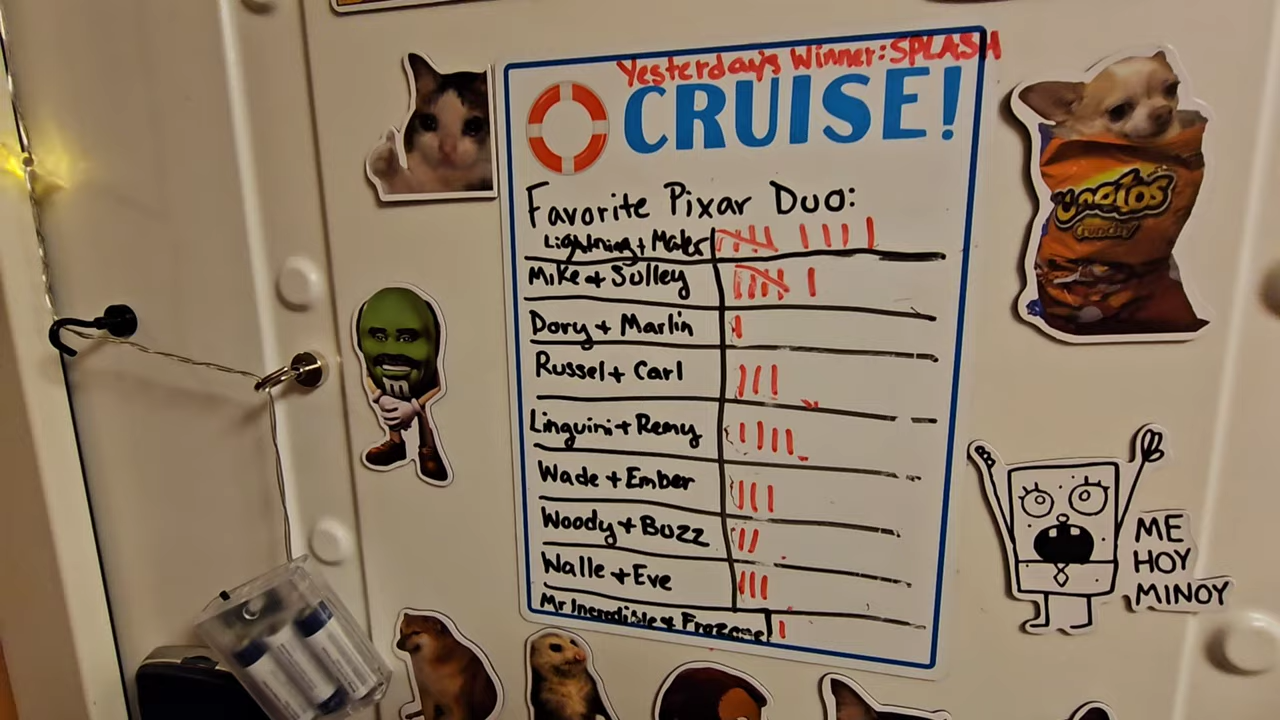 Yesterday's Winner: SPLASH
CRUISE!
Favorite Pixar Duo:
Lightning + Mater
Mike + Sulley
Dory + Marlin
Russel + Carl
Linguini + Remy
Wade + Ember
Woody + Buzz
Walle + Eve
Mr Incredible + Frozone
Crunchy
ME
HOY
MINOY